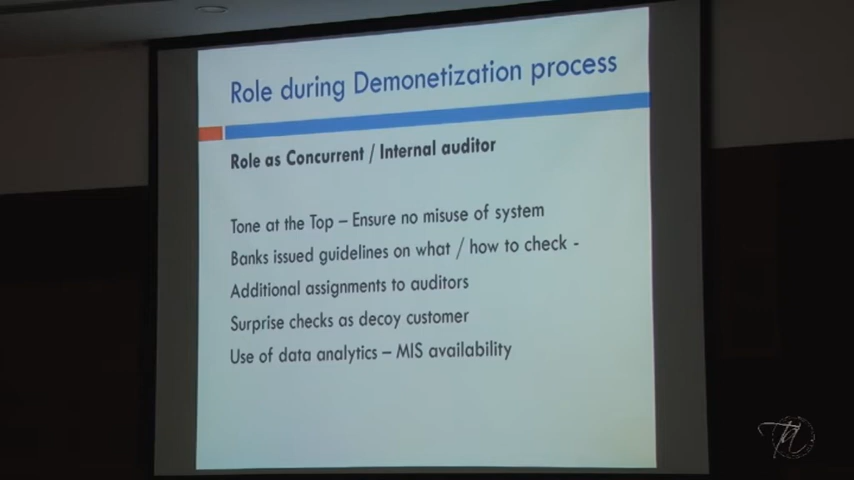 Role during Demonetization process
Role as Concurrent / Internal auditor
Tone at the Top – Ensure no misuse of system
Banks issued guidelines on what / how to check -
Additional assignments to auditors
Surprise checks as decoy customer
Use of data analytics – MIS availability